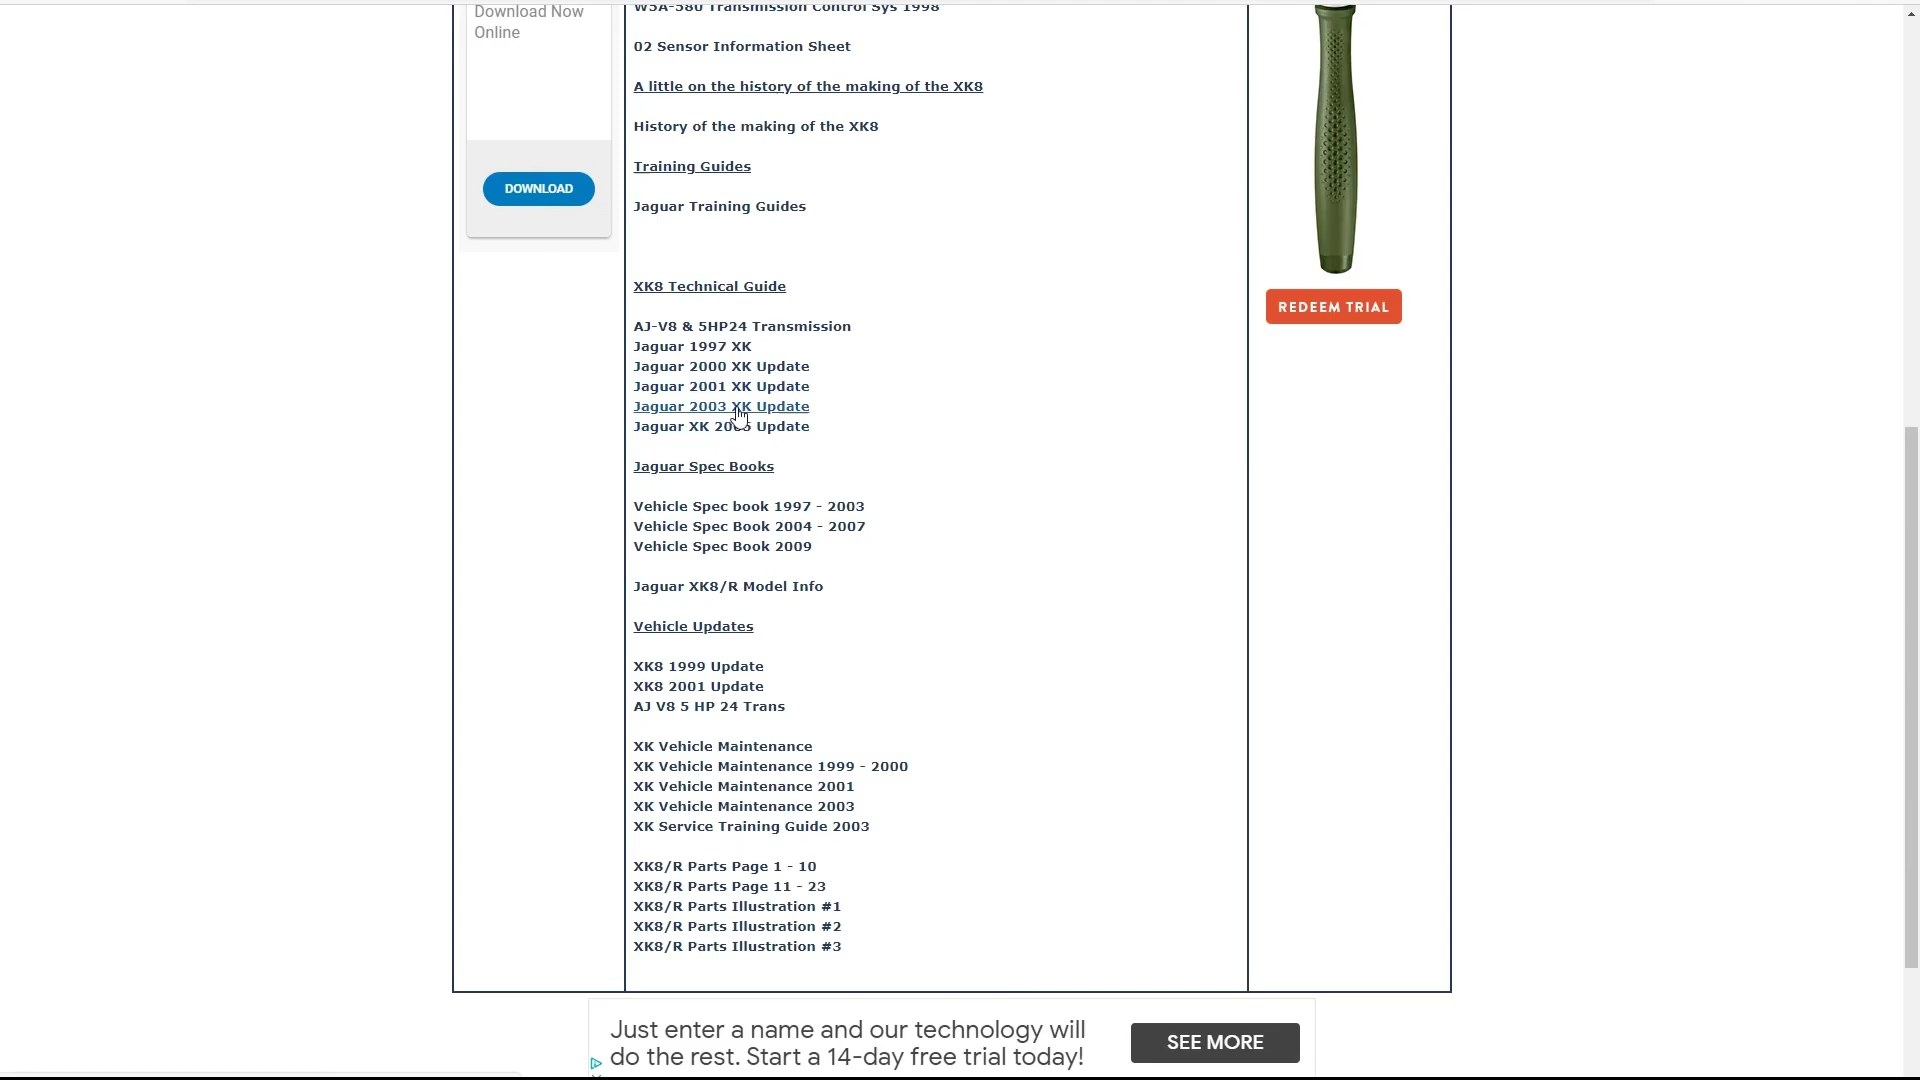 Download Now
Online
DOWNLOAD
W5A-580 Transmission Control Sys 1998
02 Sensor Information Sheet
A little on the history of the making of the XK8
History of the making of the XK8
Training Guides
Jaguar Training Guides
XK8 Technical Guide
AJ-V8 & 5HP24 Transmission
Jaguar 1997 XK
Jaguar 2000 XK Update
Jaguar 2001 XK Update
Jaguar 2003 XK Update
Jaguar XK Update
Jaguar Spec Books
Vehicle Spec book 1997 - 2003
Vehicle Spec Book 2004 - 2007
Vehicle Spec Book 2009
Jaguar XK8/R Model Info
Vehicle Updates
XK8 1999 Update
XK8 2001 Update
AJ V8 5 HP 24 Trans
XK Vehicle Maintenance
XK Vehicle Maintenance 1999 - 2000
XK Vehicle Maintenance 2001
XK Vehicle Maintenance 2003
XK Service Training Guide 2003
XK8/R Parts Page 1 - 10
XK8/R Parts Page 11 - 23
XK8/R Parts Illustration #1
XK8/R Parts Illustration #2
XK8/R Parts Illustration #3
REDEEM TRIAL
Just enter a name and our technology will
do the rest. Start a 14-day free trial today!
SEE MORE